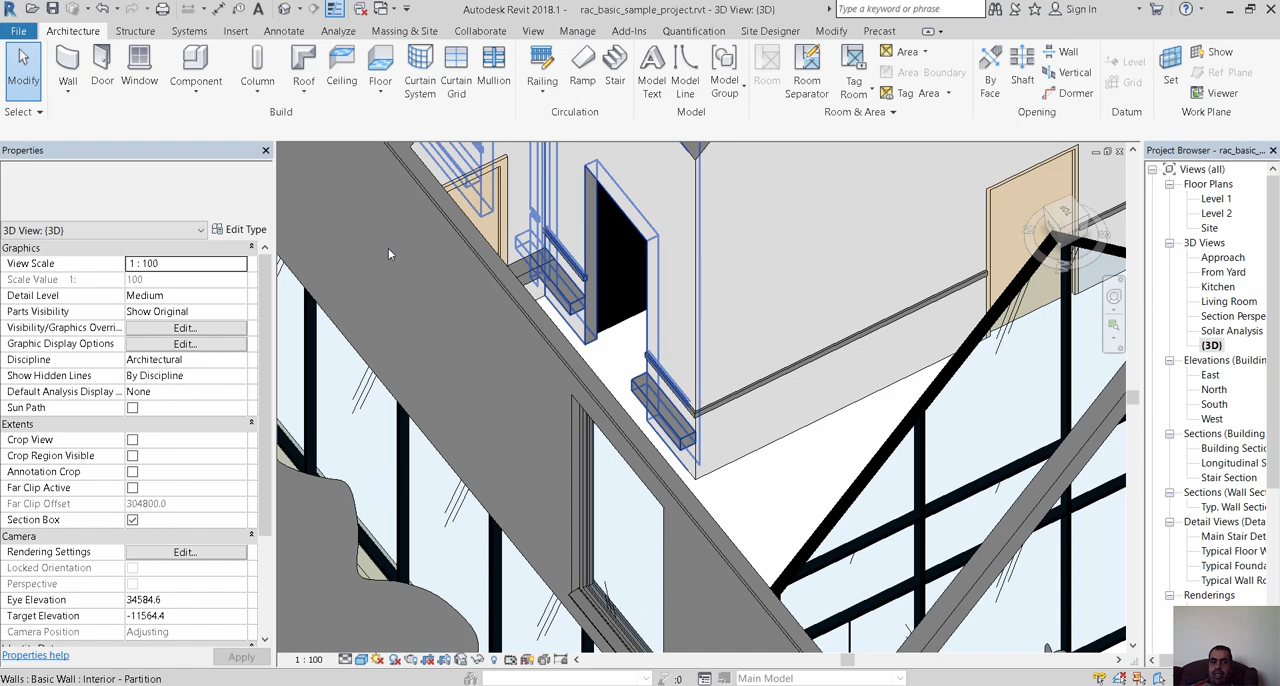 Autodesk Revit 2018.1 - rac_basic_sample_project.rvt - 3D View: {3D}
Type a keyword or phrase
Sign In
File Architecture Structure Systems Insert Annotate Analyze Massing & Site Collaborate View Manage Add-Ins Quantification Site Designer Modify Precast
Modify
Wall
Door
Window
Component
Column
Roof
Ceiling
Floor
Curtain System
Curtain Grid
Mullion
Railing
Ramp
Stair
Model Text
Model Line
Model Group
Room
Room Separator
Tag Room
Area
Area Boundary
Tag Area
By Face
Shaft
Wall
Vertical
Dormer
Level
Grid
Set
Show
Ref Plane
Viewer
Select
Build
Circulation
Model
Room & Area
Opening
Datum
Work Plane
Properties
3D View: {3D}
Edit Type
Graphics
View Scale 1 : 100
Scale Value 1: 100
Detail Level Medium
Parts Visibility Show Original
Visibility/Graphics Overri... Edit...
Graphic Display Options Edit...
Discipline Architectural
Show Hidden Lines By Discipline
Default Analysis Display ... None
Sun Path
Extents
Crop View
Crop Region Visible
Annotation Crop
Far Clip Active
Far Clip Offset 304800.0
Section Box
Camera
Rendering Settings Edit...
Locked Orientation
Perspective
Eye Elevation 34584.6
Target Elevation -11564.4
Camera Position Adjusting
Properties help
Apply
TOP
Project Browser - rac_basic_...
Views (all)
Floor Plans
Level 1
Level 2
Site
3D Views
Approach
From Yard
Kitchen
Living Room
Section Perspe
Solar Analysis
{3D}
Elevations (Buildin
East
North
South
West
Sections (Building
Building Sectio
Longitudinal S
Stair Section
Sections (Wall Sec
Typ. Wall Sectio
Detail Views (Deta
Main Stair Det
Typical Floor W
Typical Founda
Typical Wall Ro
Renderings
1 : 100
Walls : Basic Wall : Interior - Partition
:0
Main Model